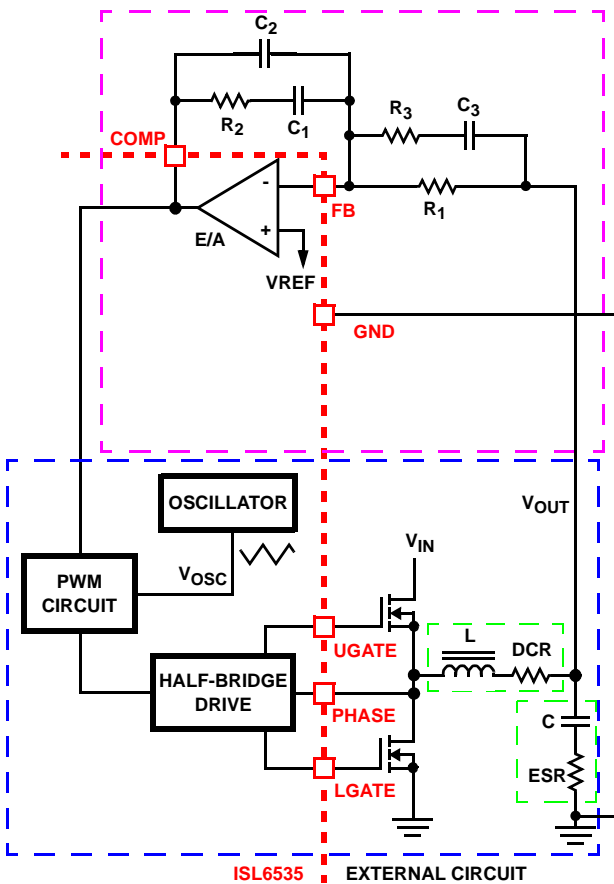 C2
R2
C1
R3
C3
COMP
-
+
E/A
FB
R1
VREF
GND
OSCILLATOR
VOUT
VIN
PWM
CIRCUIT
VOSC
UGATE
L
DCR
HALF-BRIDGE
DRIVE
PHASE
C
LGATE
ESR
ISL6535
EXTERNAL CIRCUIT